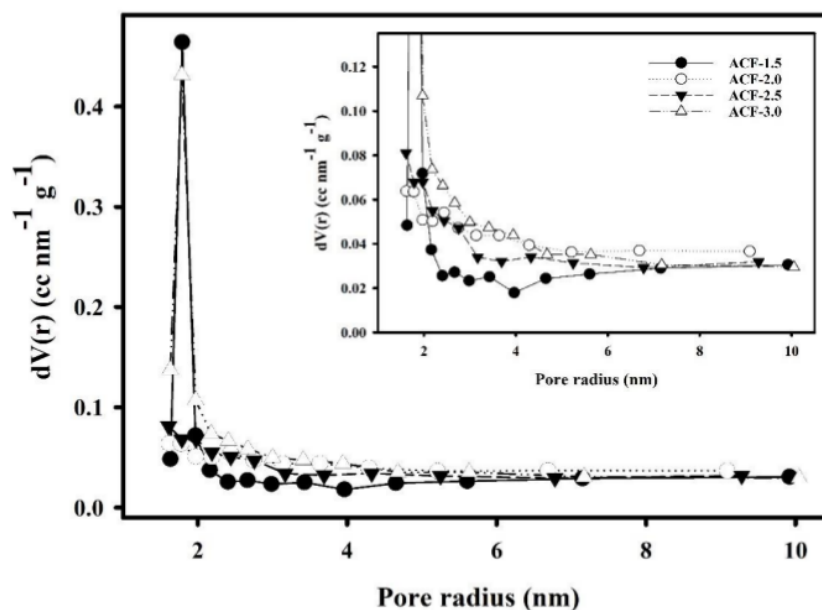 dV(r) (cc nm⁻¹ g⁻¹)
0.4
0.3
0.2
0.1
0.0
2
4
6
8
10
Pore radius (nm)
dV(r) (cc nm⁻¹ g⁻¹)
0.12
0.10
0.08
0.06
0.04
0.02
0.00
2
4
6
8
10
Pore radius (nm)
ACF-1.5
ACF-2.0
ACF-2.5
ACF-3.0